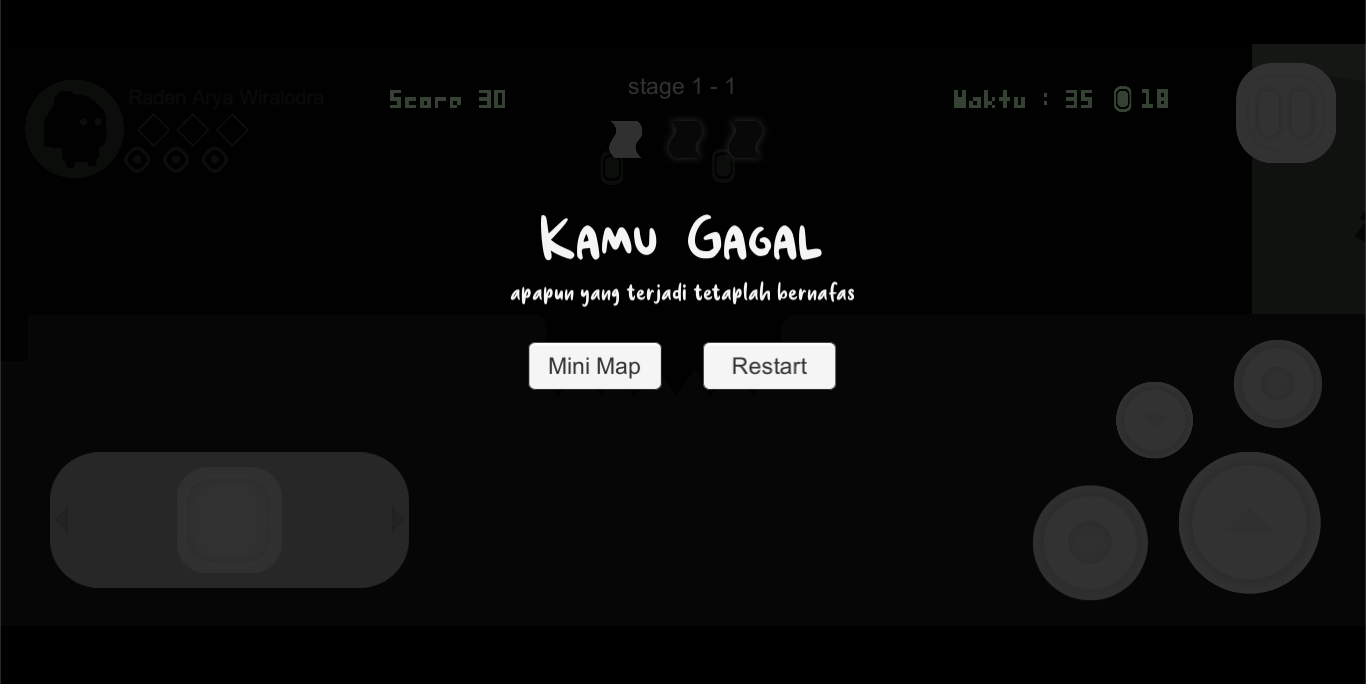 Raden Arya Wiralodra
Score 30
stage 1 - 1
Waktu : 35
18
Kamu Gagal
apapun yang terjadi tetaplah bernafas
Mini Map
Restart